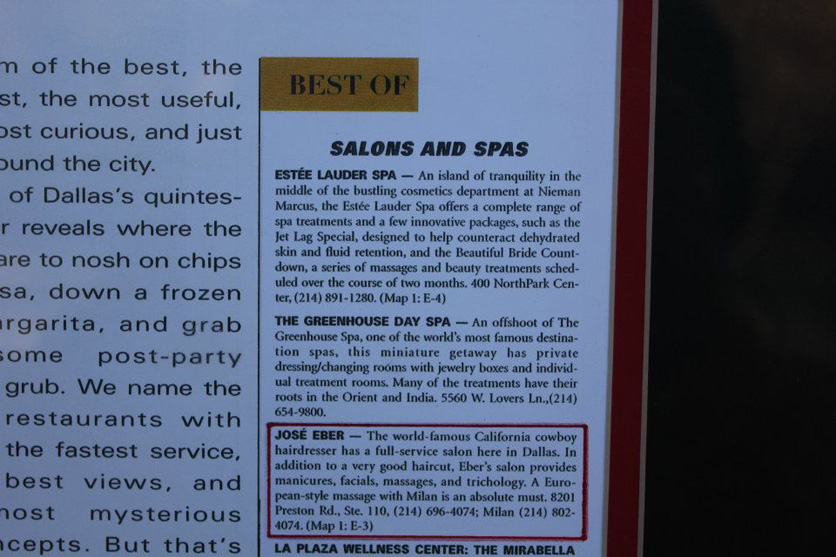 m of the best, the
st, the most useful,
ost curious, and just
ound the city.
of Dallas's quintes-
r reveals where the
are to nosh on chips
sa, down a frozen
argarita, and grab
some post-party
grub. We name the
restaurants with
the fastest service,
best views, and
most mysterious
ncepts. But that's
BEST OF
SALONS AND SPAS
ESTÉE LAUDER SPA — An island of tranquility in the
middle of the bustling cosmetics department at Nieman
Marcus, the Estée Lauder Spa offers a complete range of
spa treatments and a few innovative packages, such as the
Jet Lag Special, designed to help counteract dehydrated
skin and fluid retention, and the Beautiful Bride Count-
down, a series of massages and beauty treatments sched-
uled over the course of two months. 400 NorthPark Cen-
ter, (214) 891-1280. (Map 1: E-4)
THE GREENHOUSE DAY SPA — An offshoot of The
Greenhouse Spa, one of the world's most famous destina-
tion spas, this miniature getaway has private
dressing/changing rooms with jewelry boxes and individ-
ual treatment rooms. Many of the treatments have their
roots in the Orient and India. 5560 W. Lovers Ln.,(214)
654-9800.
JOSÉ EBER — The world-famous California cowboy
hairdresser has a full-service salon here in Dallas. In
addition to a very good haircut, Eber's salon provides
manicures, facials, massages, and trichology. A Euro-
pean-style massage with Milan is an absolute must. 8201
Preston Rd., Ste. 110, (214) 696-4074; Milan (214) 802-
4074. (Map 1: E-3)
LA PLAZA WELLNESS CENTER: THE MIRABELLA